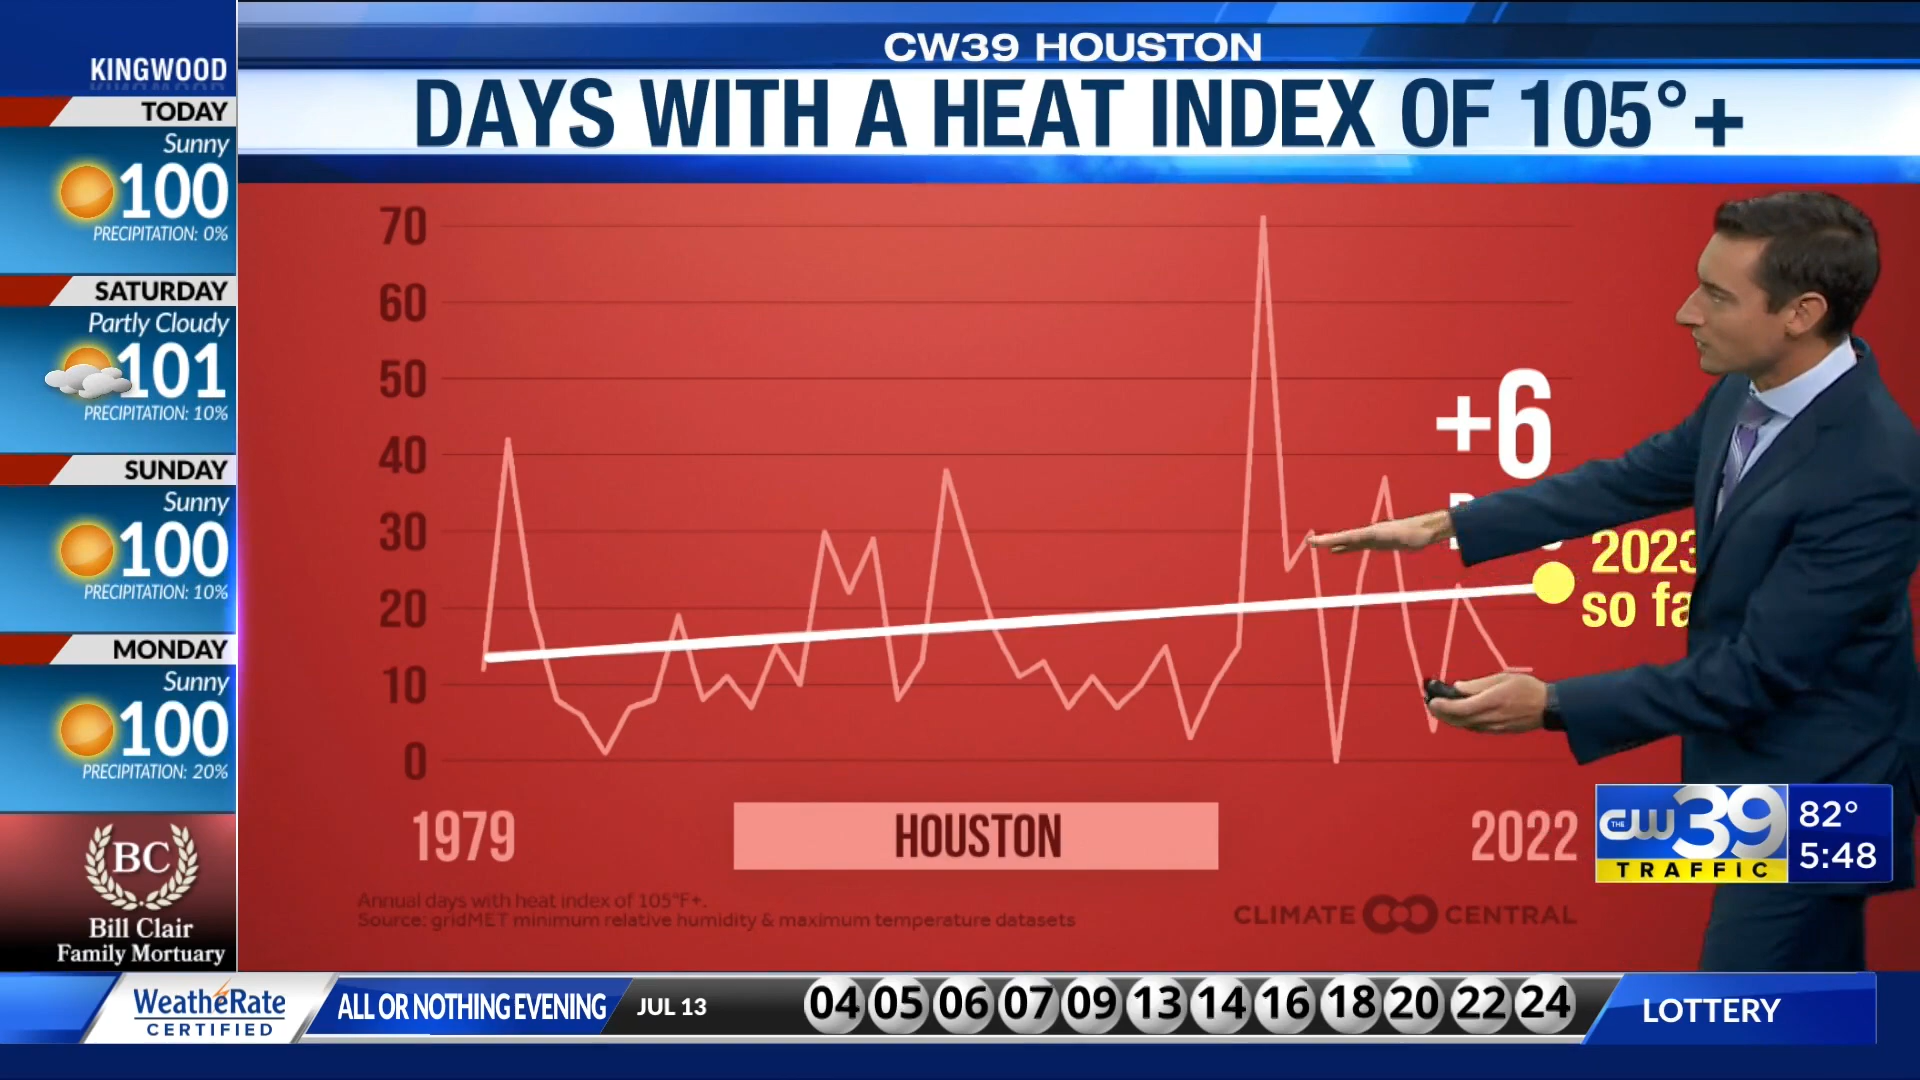 KINGWOOD
TODAY
Sunny
100
PRECIPITATION: 0%
SATURDAY
Partly Cloudy
101
PRECIPITATION: 10%
SUNDAY
Sunny
100
PRECIPITATION: 10%
MONDAY
Sunny
100
PRECIPITATION: 20%
BC
Bill Clair
Family Mortuary
CW39 HOUSTON
DAYS WITH A HEAT INDEX OF 105°+
70
60
50
40
30
20
10
0
+6
2023
so fa
1979
HOUSTON
2022
Annual days with heat index of 105°F+.
Source: gridMET minimum relative humidity & maximum temperature datasets
CLIMATE CENTRAL
THE CW 39
TRAFFIC
82°
5:48
WeatheRate
CERTIFIED
ALL OR NOTHING EVENING
JUL 13
04 05 06 07 09 13 14 16 18 20 22 24
LOTTERY